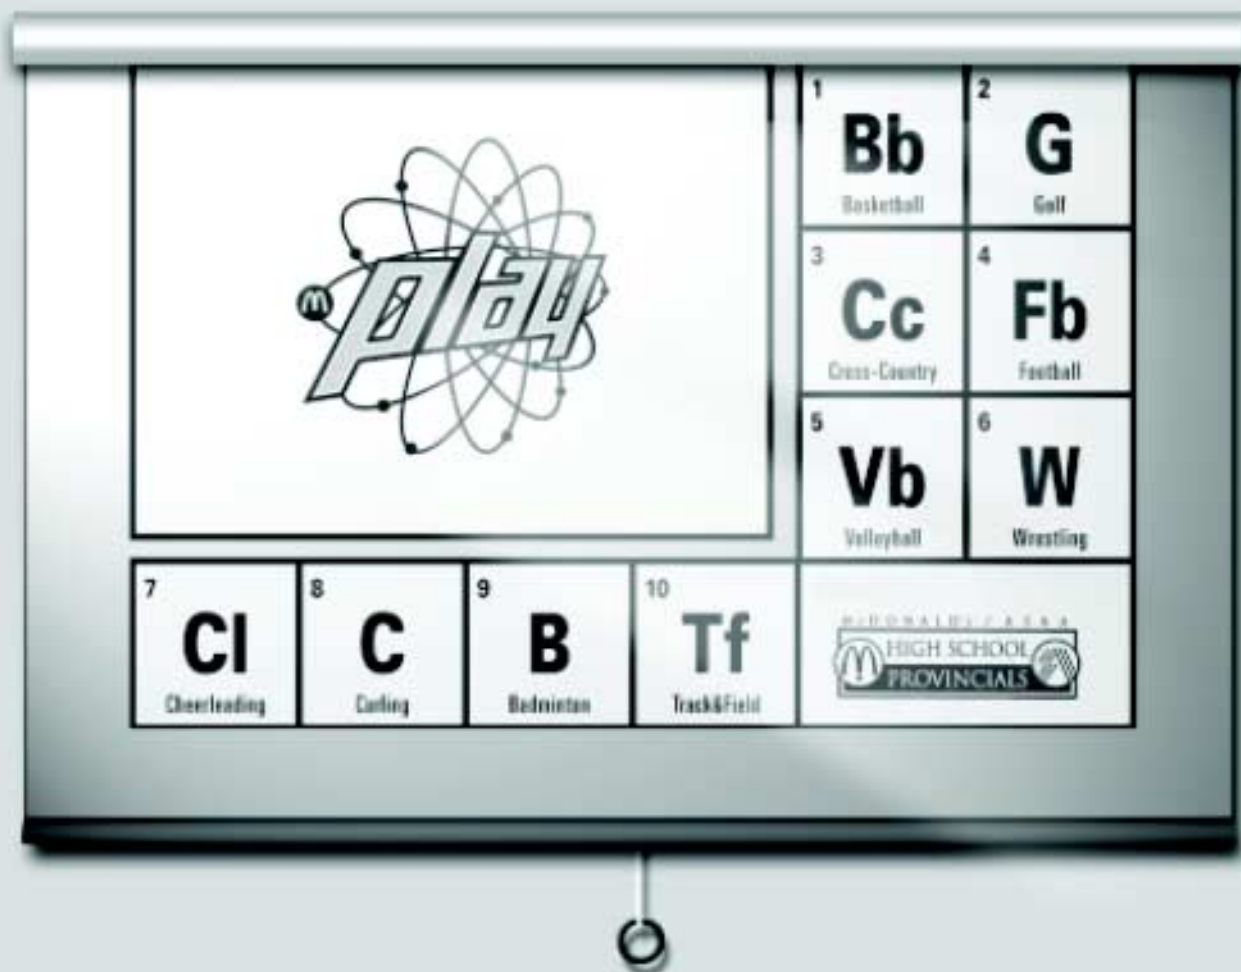 play
1
Bb
Basketball
2
G
Golf
3
Cc
Cross-Country
4
Fb
Football
5
Vb
Volleyball
6
W
Wrestling
7
Cl
Cheerleading
8
C
Curling
9
B
Badminton
10
Tf
Track&Field
HIGH SCHOOL
PROVINCIALS